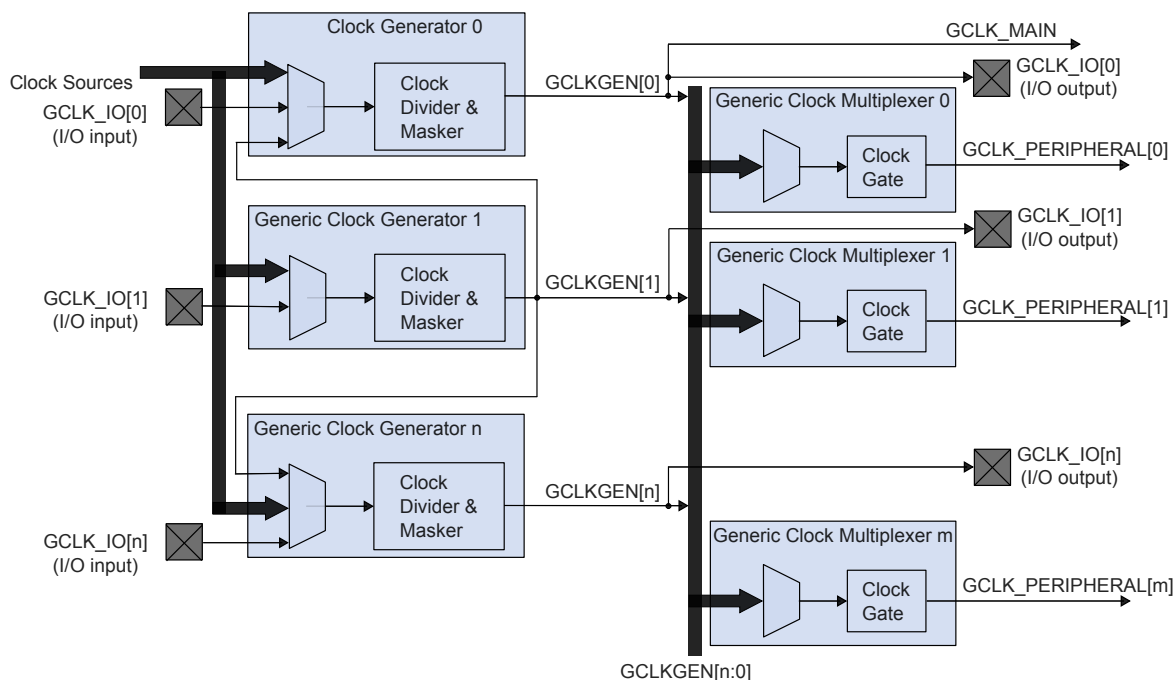 Clock Generator 0
Clock Sources
GCLK_IO[0]
(I/O input)
Clock
Divider &
Masker
GCLKGEN[0]
GCLK_MAIN
GCLK_IO[0]
(I/O output)
Generic Clock Multiplexer 0
Clock
Gate
GCLK_PERIPHERAL[0]
Generic Clock Generator 1
GCLK_IO[1]
(I/O input)
Clock
Divider &
Masker
GCLKGEN[1]
GCLK_IO[1]
(I/O output)
Generic Clock Multiplexer 1
Clock
Gate
GCLK_PERIPHERAL[1]
Generic Clock Generator n
GCLK_IO[n]
(I/O input)
Clock
Divider &
Masker
GCLKGEN[n]
GCLK_IO[n]
(I/O output)
Generic Clock Multiplexer m
Clock
Gate
GCLK_PERIPHERAL[m]
GCLKGEN[n:0]